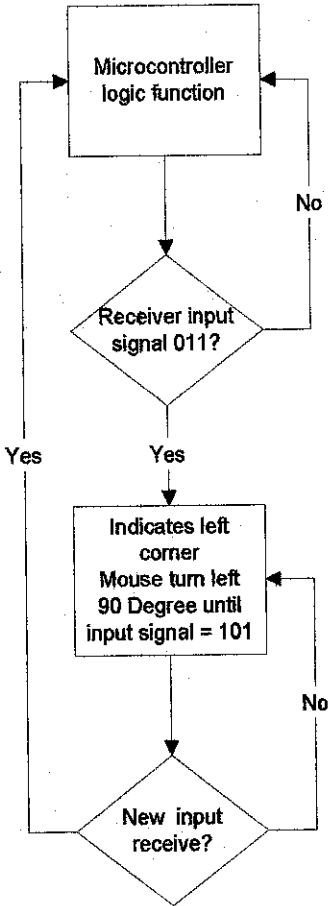 Microcontroller
logic function
No
Receiver input
signal 011?
Yes
Yes
Indicates left
corner
Mouse turn left
90 Degree until
input signal = 101
No
New input
receive?